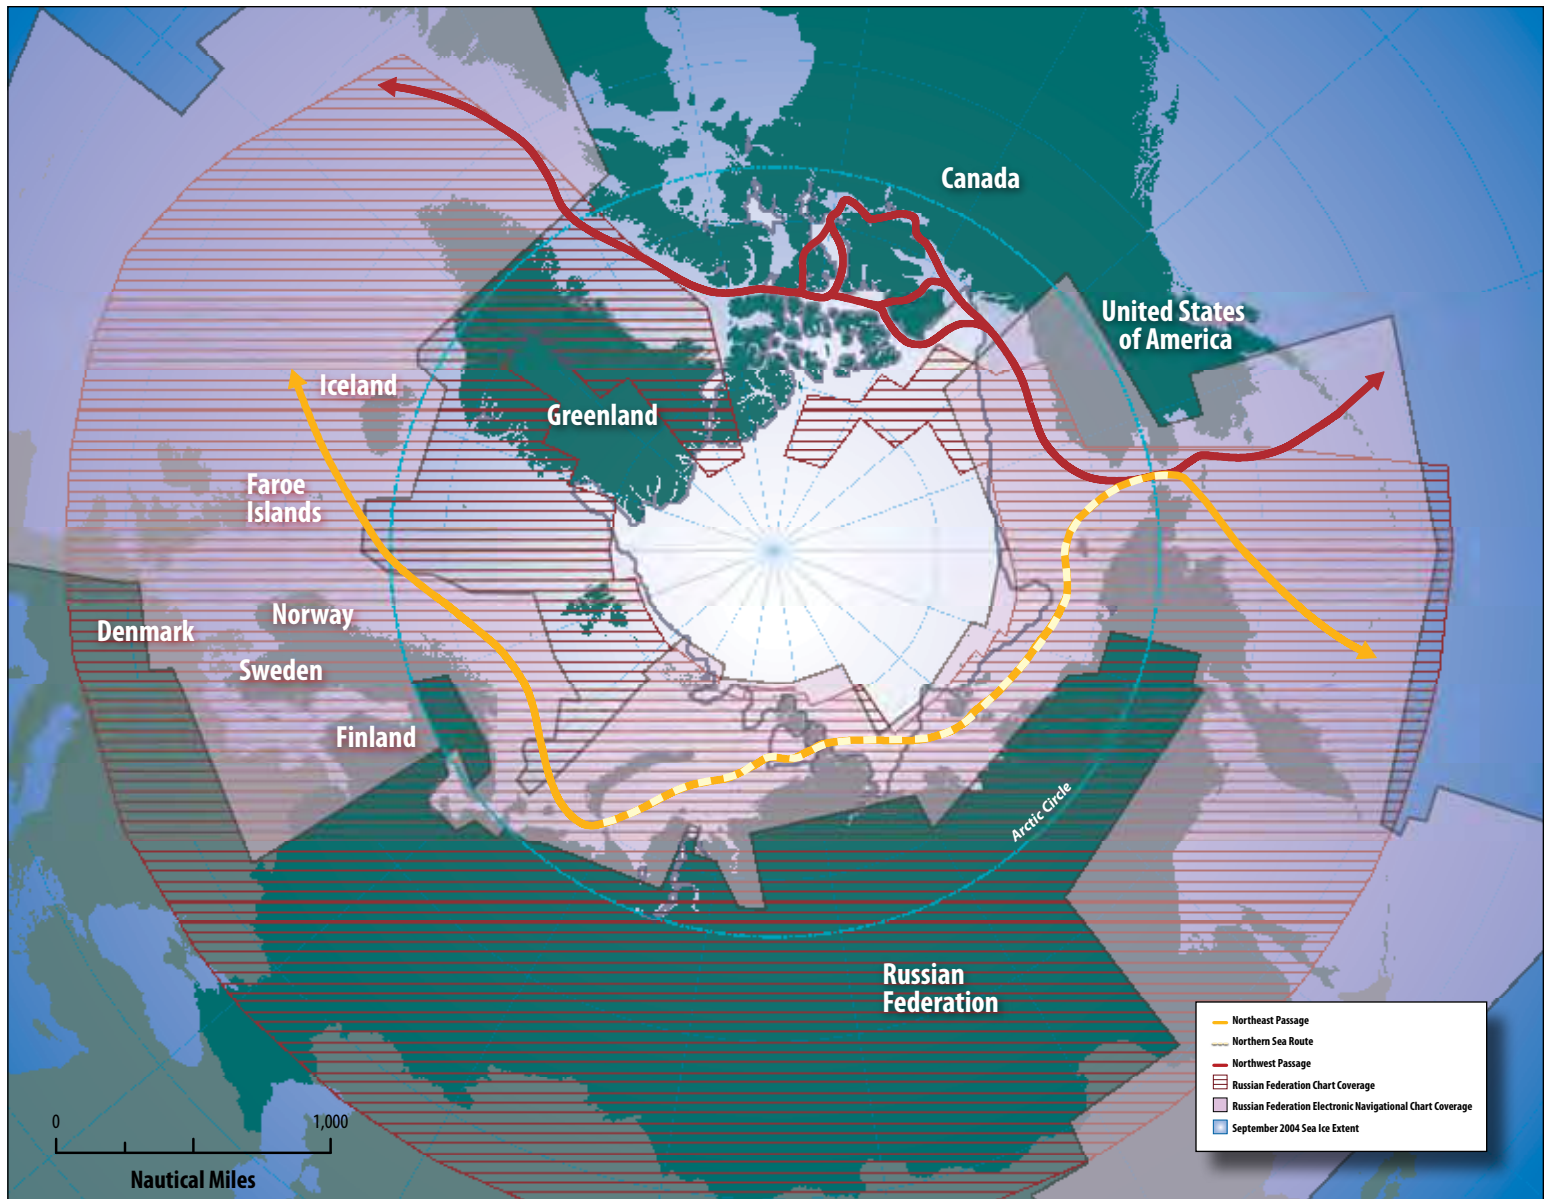 Canada
United States
of America
Iceland
Greenland
Faroe
Islands
Norway
Denmark
Sweden
Finland
Arctic Circle
Russian
Federation
Northeast Passage
Northern Sea Route
Northwest Passage
Russian Federation Chart Coverage
Russian Federation Electronic Navigational Chart Coverage
September 2004 Sea Ice Extent
0 1,000
Nautical Miles